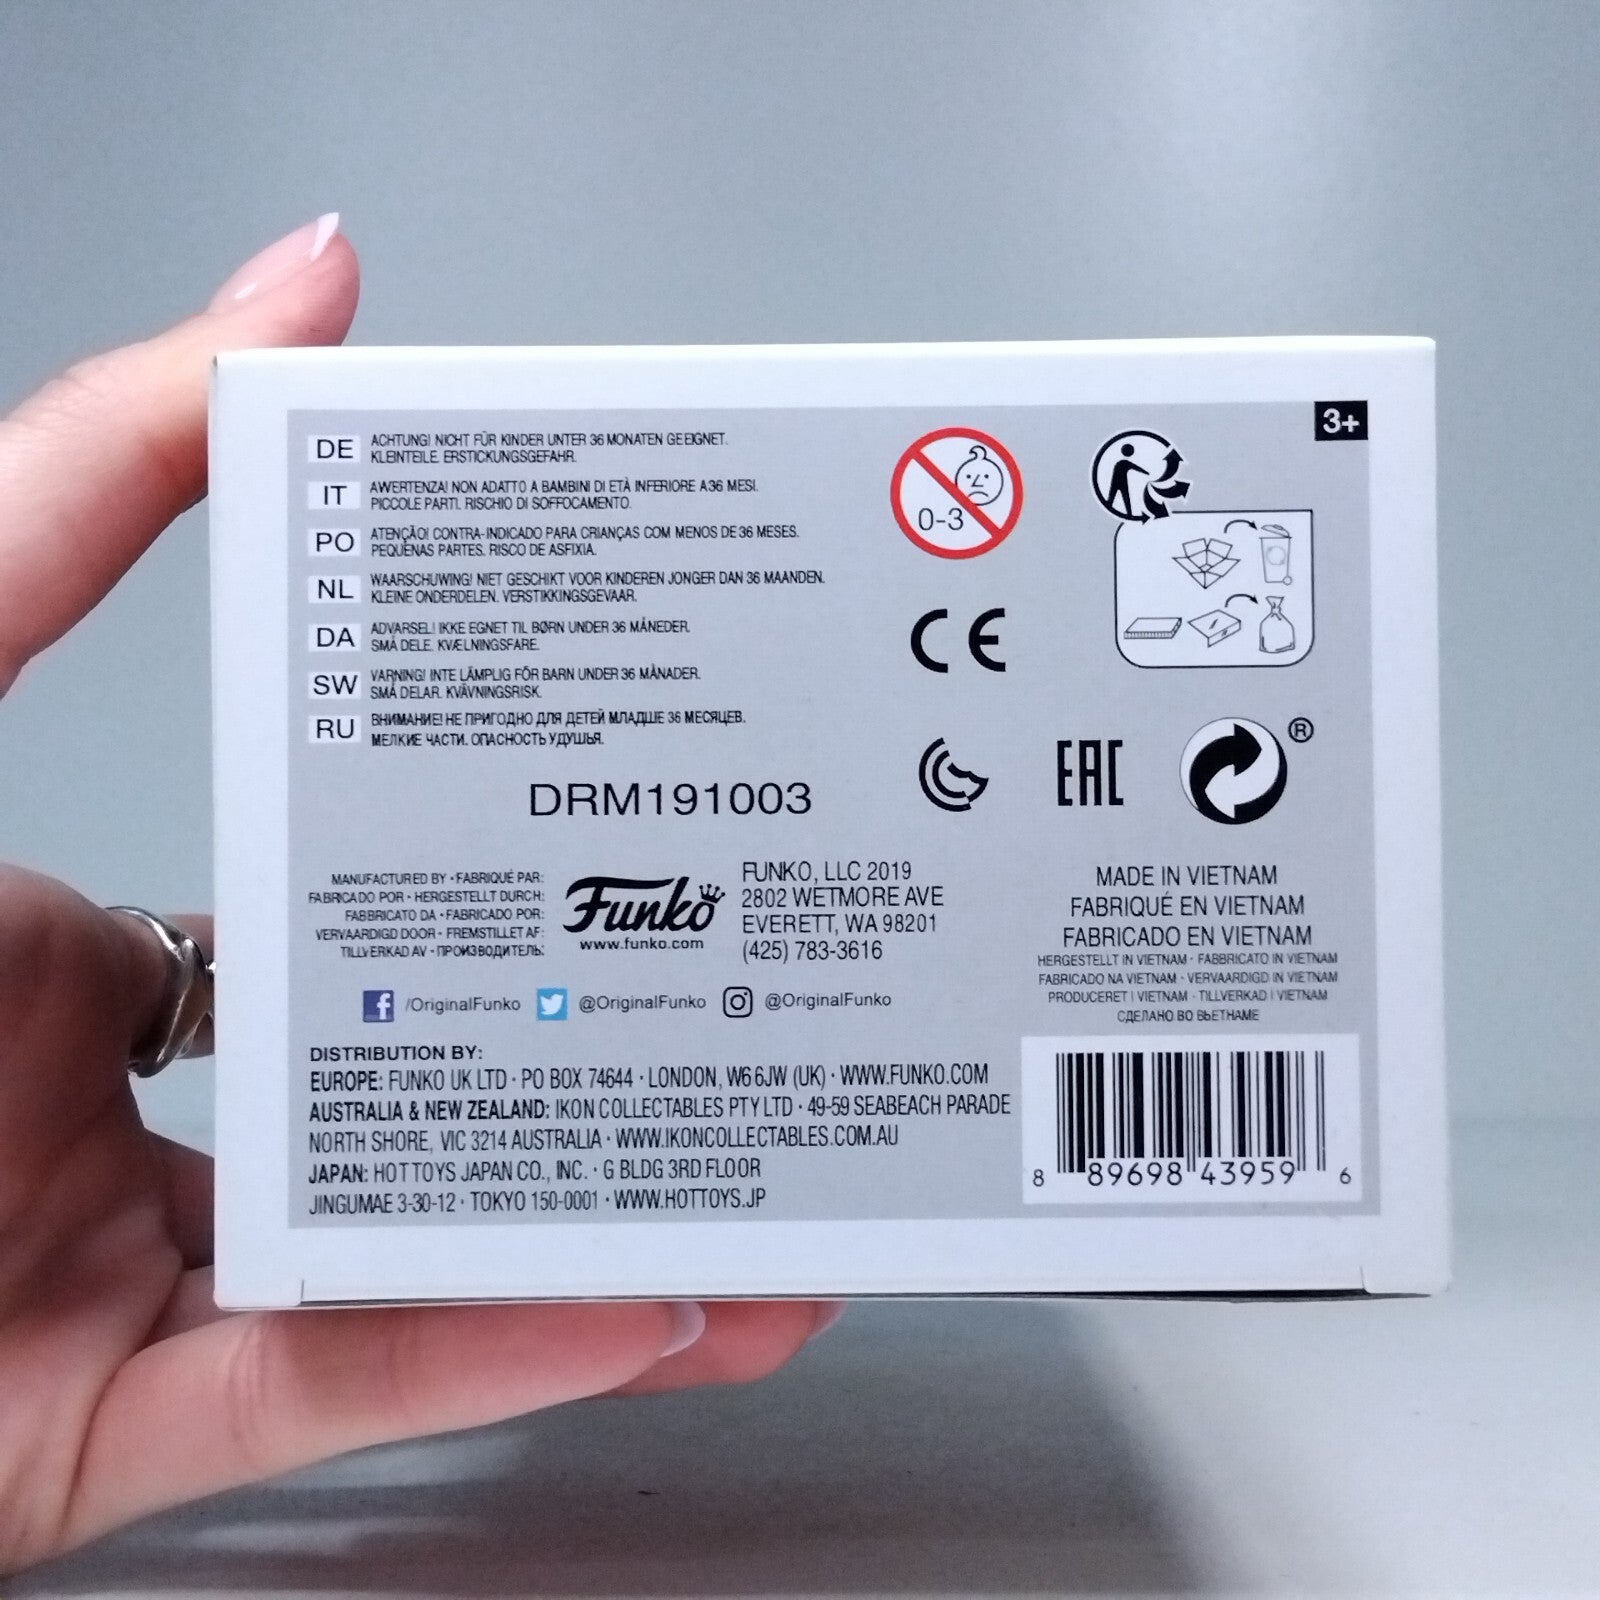 3+
DE ACHTUNG! NICHT FÜR KINDER UNTER 36 MONATEN GEEIGNET.
KLEINTEILE. ERSTICKUNGSGEFAHR.
IT AVVERTENZA! NON ADATTO A BAMBINI DI ETÀ INFERIORE A 36 MESI.
PICCOLE PARTI. RISCHIO DI SOFFOCAMENTO.
PO ATENÇÃO! CONTRA-INDICADO PARA CRIANÇAS COM MENOS DE 36 MESES.
PEQUENAS PARTES. RISCO DE ASFIXIA.
NL WAARSCHUWING! NIET GESCHIKT VOOR KINDEREN JONGER DAN 36 MAANDEN.
KLEINE ONDERDELEN. VERSTIKKINGSGEVAAR.
DA ADVARSEL! IKKE EGNET TIL BØRN UNDER 36 MÅNEDER.
SMÅ DELE. KVÆLNINGSFARE.
SW VARNING! INTE LÄMPLIG FÖR BARN UNDER 36 MÅNADER.
SMÅ DELAR. KVÄVNINGSRISK.
RU ВНИМАНИЕ! НЕ ПРИГОДНО ДЛЯ ДЕТЕЙ МЛАДШЕ 36 МЕСЯЦЕВ.
МЕЛКИЕ ЧАСТИ. ОПАСНОСТЬ УДУШЬЯ.
0-3
CE
EAC
®
DRM191003
MANUFACTURED BY • FABRIQUÉ PAR:
FABRICADO POR • HERGESTELLT DURCH:
FABBRICATO DA • FABRICADO POR:
VERVAARDIGD DOOR • FREMSTILLET AF:
TILLVERKAD AV • ПРОИЗВОДИТЕЛЬ:
Funko
www.funko.com
FUNKO, LLC 2019
2802 WETMORE AVE
EVERETT, WA 98201
(425) 783-3616
MADE IN VIETNAM
FABRIQUÉ EN VIETNAM
FABRICADO EN VIETNAM
HERGESTELLT IN VIETNAM • FABBRICATO IN VIETNAM
FABRICADO NA VIETNAM • VERVAARDIGD IN VIETNAM
PRODUCERET I VIETNAM • TILLVERKAD I VIETNAM
СДЕЛАНО ВО ВЬЕТНАМЕ
/OriginalFunko @OriginalFunko @OriginalFunko
DISTRIBUTION BY:
EUROPE: FUNKO UK LTD • PO BOX 74644 • LONDON, W6 6JW (UK) • WWW.FUNKO.COM
AUSTRALIA & NEW ZEALAND: IKON COLLECTABLES PTY LTD • 49-59 SEABEACH PARADE
NORTH SHORE, VIC 3214 AUSTRALIA • WWW.IKONCOLLECTABLES.COM.AU
JAPAN: HOT TOYS JAPAN CO., INC. • G BLDG 3RD FLOOR
JINGUMAE 3-30-12 • TOKYO 150-0001 • WWW.HOTTOYS.JP
8 89698 43959 6